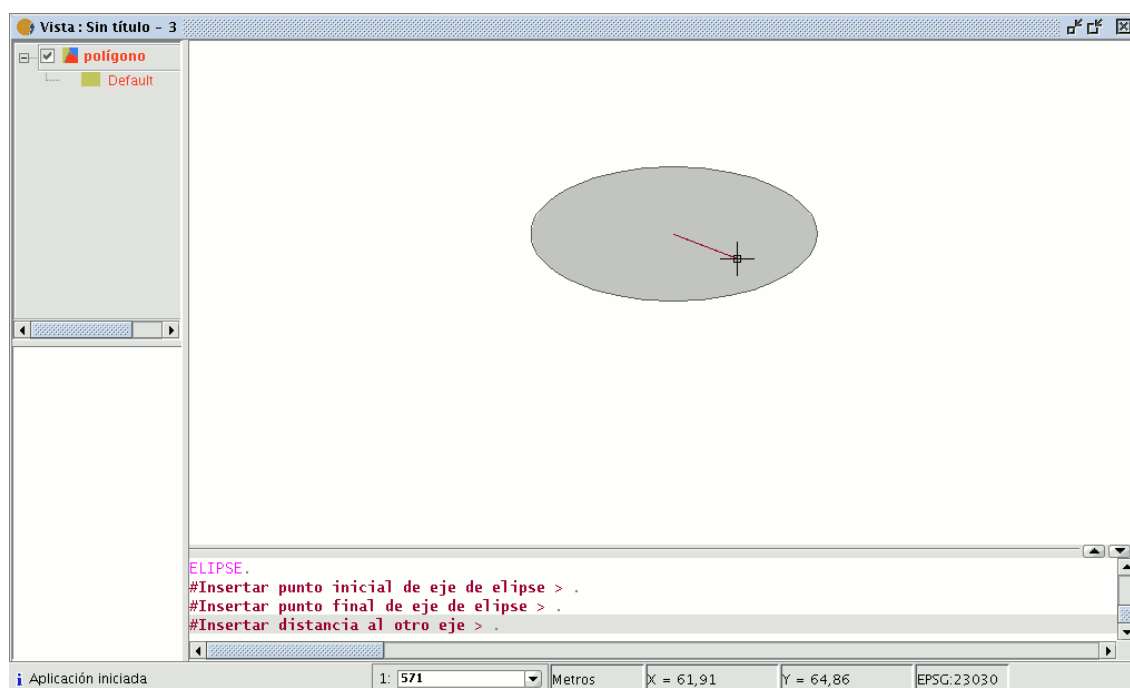 Vista : Sin título - 3
polígono
Default
ELIPSE.
#Insertar punto inicial de eje de elipse > .
#Insertar punto final de eje de elipse > .
#Insertar distancia al otro eje > .
Aplicación iniciada
1: 571
Metros
X = 61,91
Y = 64,86
EPSG:23030